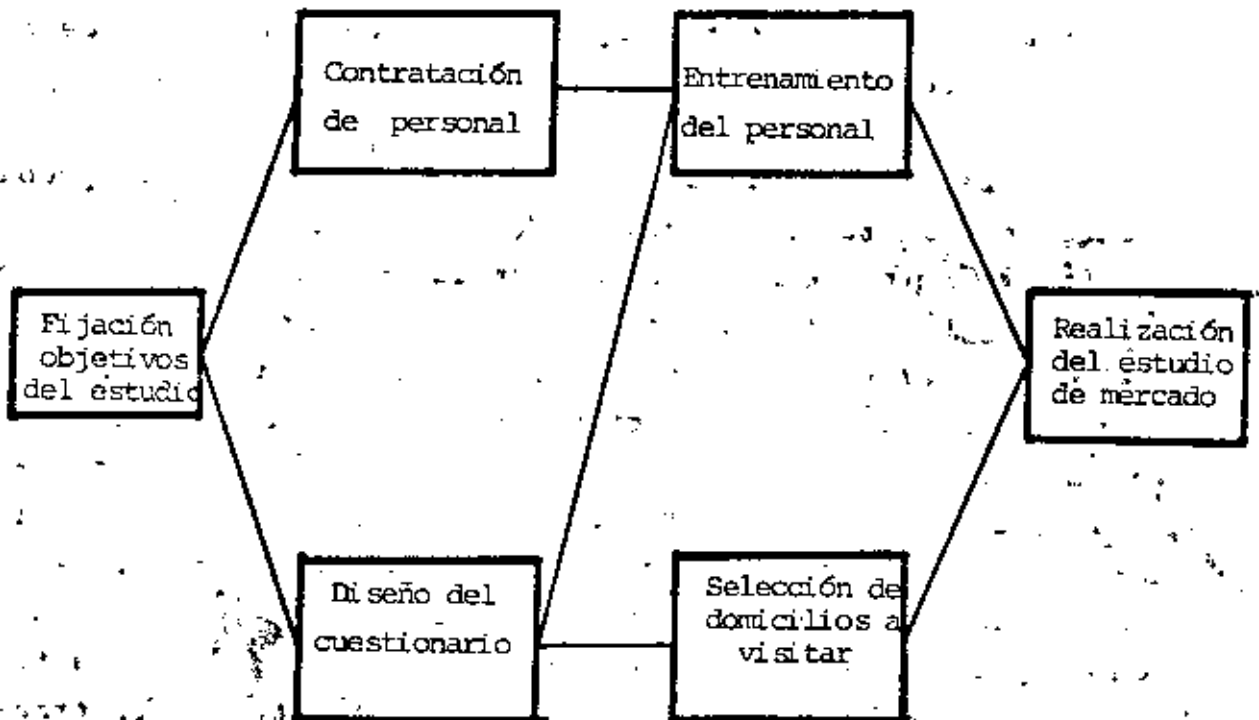 Contratación
de personal
Entrenamiento
del personal
Fijación
objetivos
del estudio
Realización
del estudio
de mercado
Diseño del
cuestionario
Selección de
domicilios a
visitar